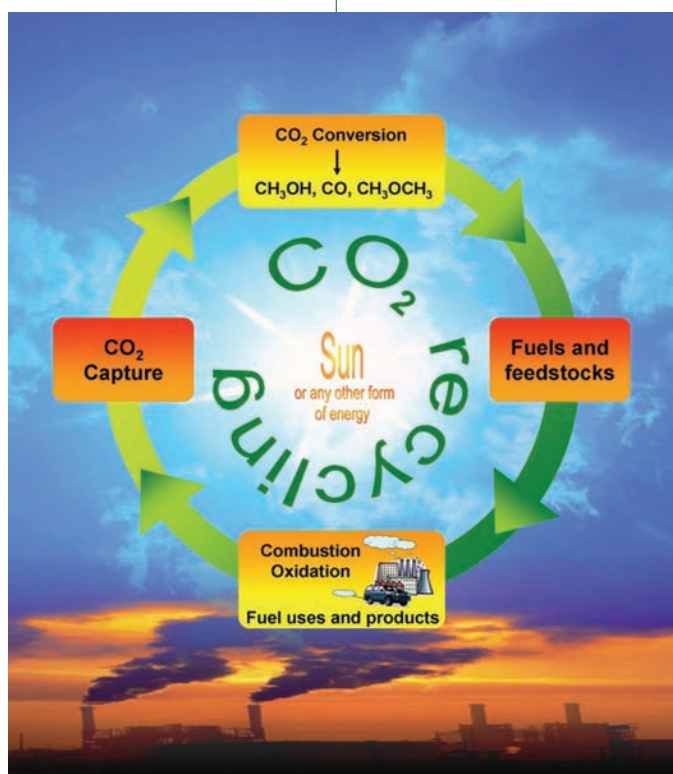 CO₂ Conversion
CH₃OH, CO, CH₃OCH₃
CO₂ recycling
CO₂
Capture
Sun
or any other form
of energy
Fuels and
feedstocks
Combustion
Oxidation
Fuel uses and products